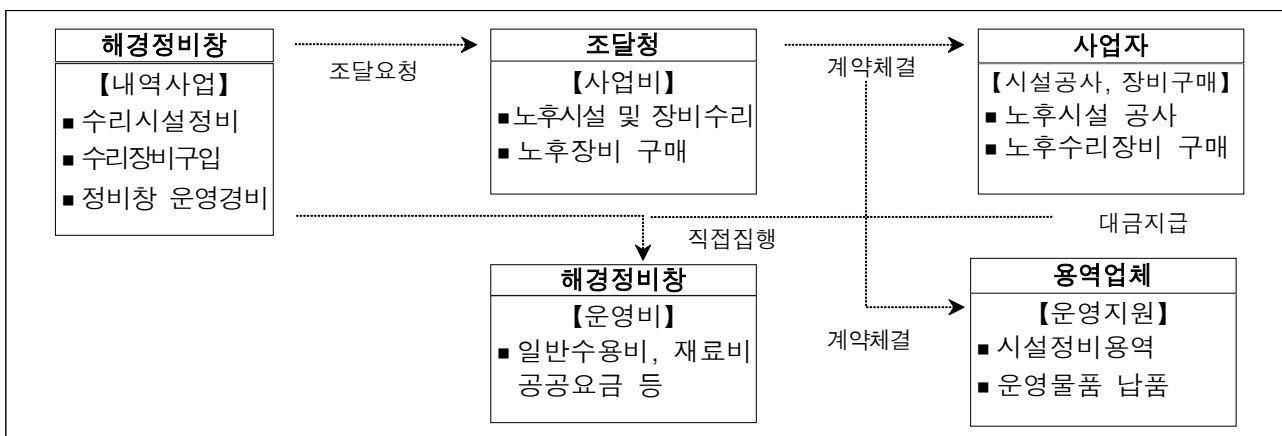 해경정비창
【내역사업】
■ 수리시설정비
■ 수리장비구입
■ 정비창 운영경비
조달요청
조달청
【사업비】
■ 노후시설 및 장비수리
■ 노후장비 구매
계약체결
사업자
【시설공사, 장비구매】
■ 노후시설 공사
■ 노후수리장비 구매
직접집행
대금지급
해경정비창
【운영비】
■ 일반수용비, 재료비
공공요금 등
계약체결
용역업체
【운영지원】
■ 시설정비용역
■ 운영물품 납품